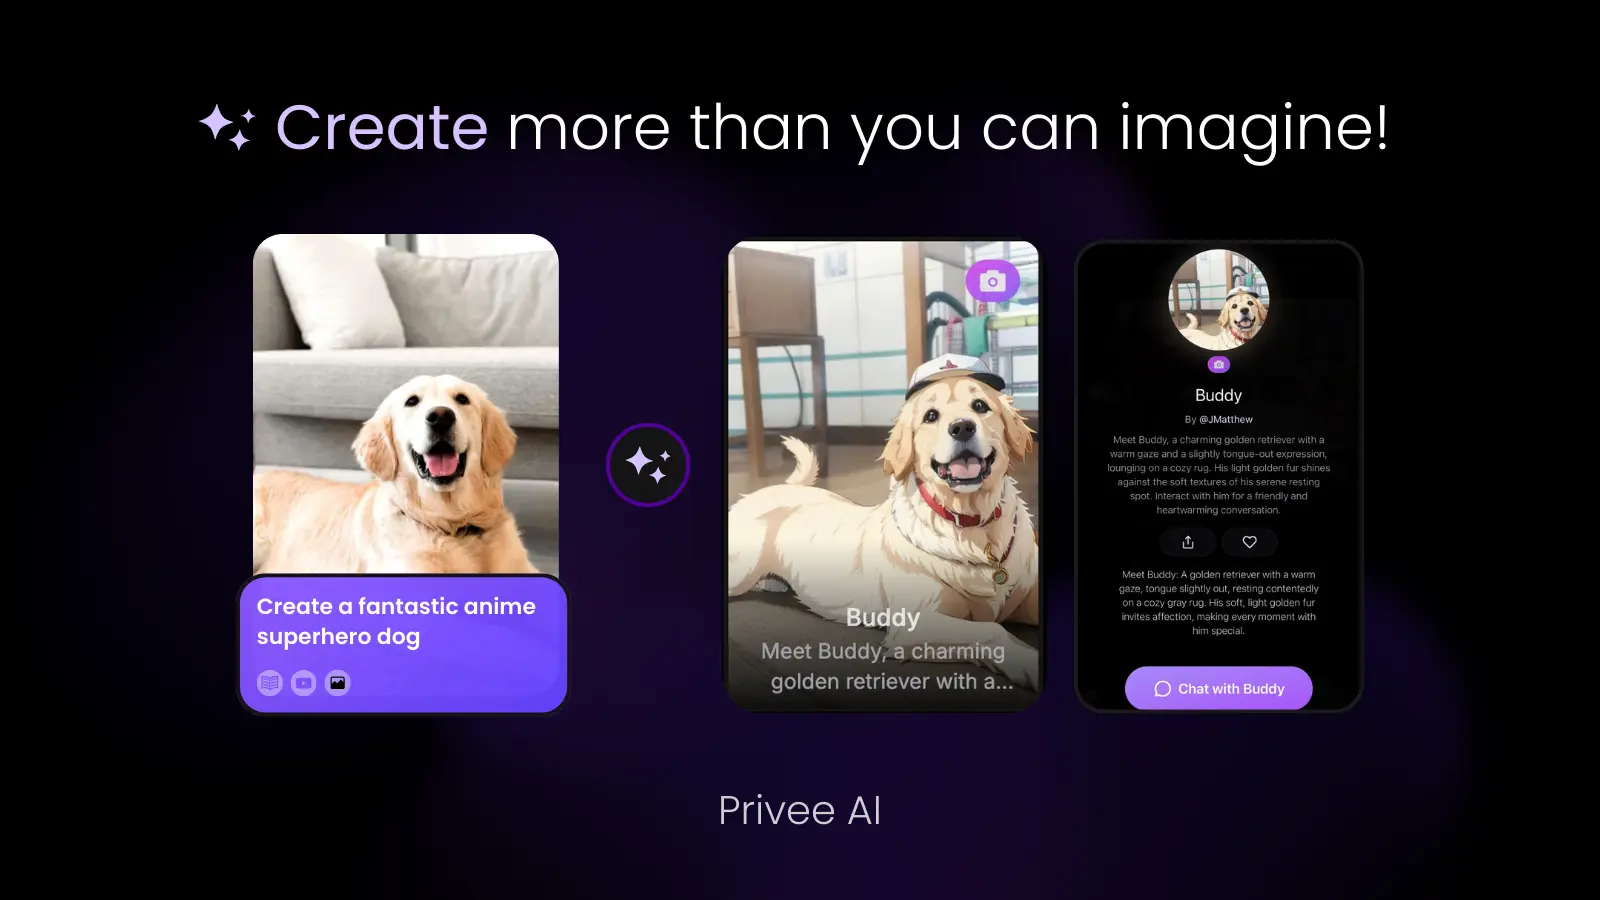 Create more than you can imagine!
Create a fantastic anime
superhero dog
Buddy
Meet Buddy, a charming
golden retriever with a...
Buddy
By @JMatthew
Meet Buddy, a charming golden retriever with a
warm gaze and a slightly tongue-out expression,
lounging on a cozy rug. His light golden fur shines
against the soft textures of his serene resting
spot. Interact with him for a friendly and
heartwarming conversation.
Meet Buddy: A golden retriever with a warm
gaze, tongue slightly out, resting contentedly
on a cozy gray rug. His soft, light golden fur
invites affection, making every moment with
him special.
Chat with Buddy
Privee AI